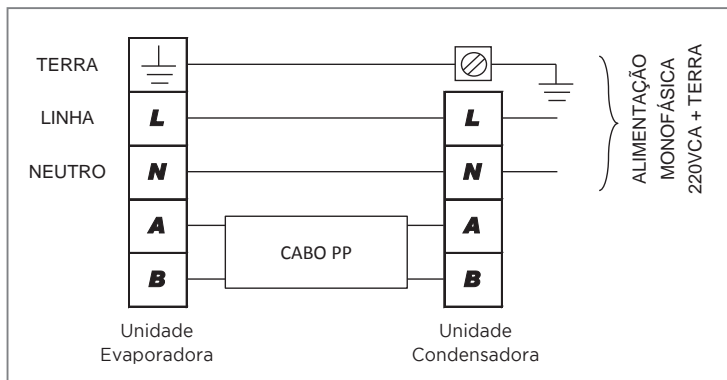 TERRA
LINHA
NEUTRO
L
N
A
B
CABO PP
L
N
A
B
ALIMENTAÇÃO
MONOFÁSICA
220VCA + TERRA
Unidade
Evaporadora
Unidade
Condensadora